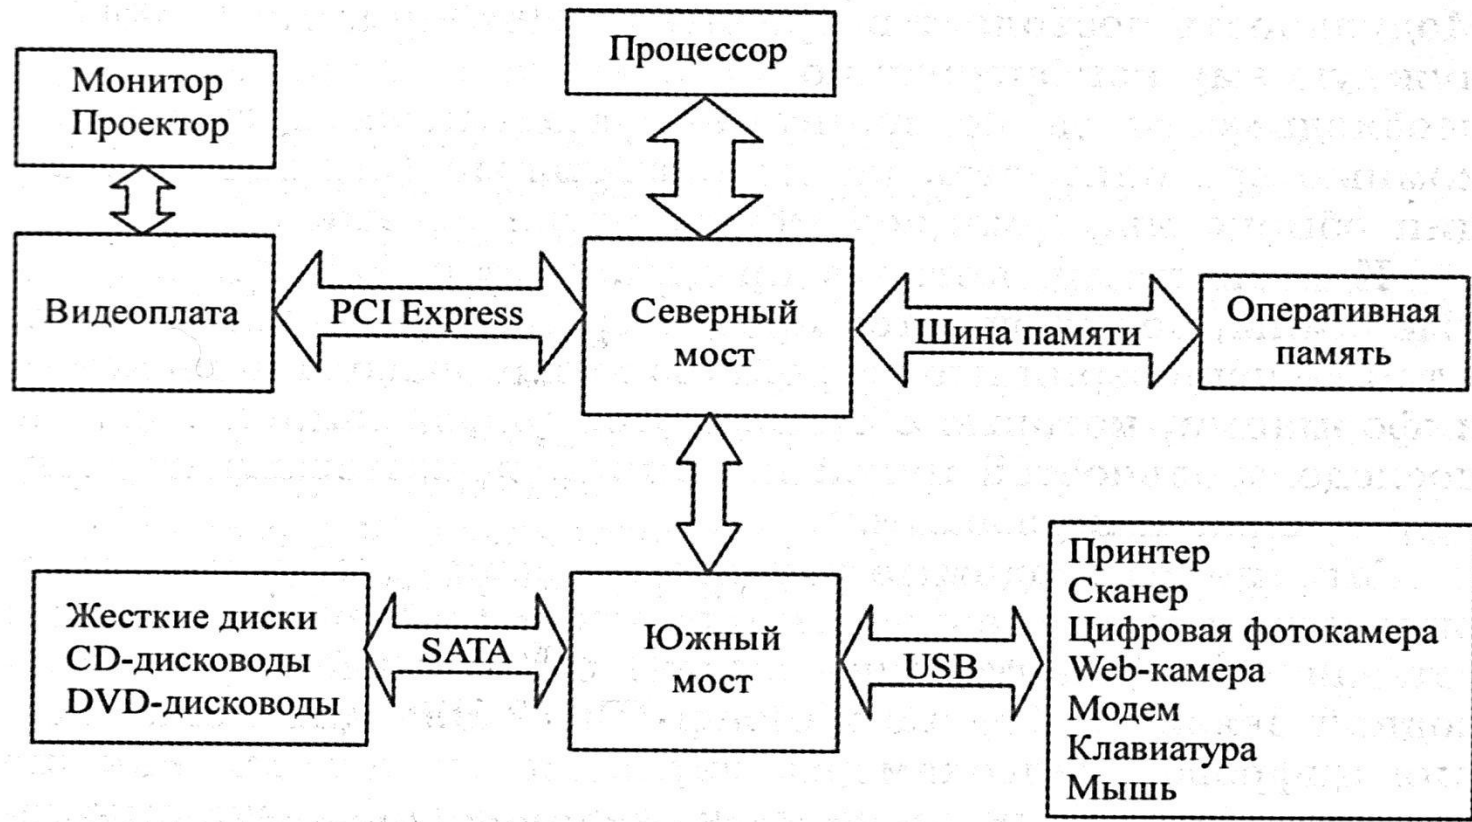 Процессор
Монитор
Проектор
Видеоплата
PCI Express
Северный
мост
Шина памяти
Оперативная
память
Жесткие диски
CD-дисководы
DVD-дисководы
SATA
Южный
мост
USB
Принтер
Сканер
Цифровая фотокамера
Web-камера
Модем
Клавиатура
Мышь